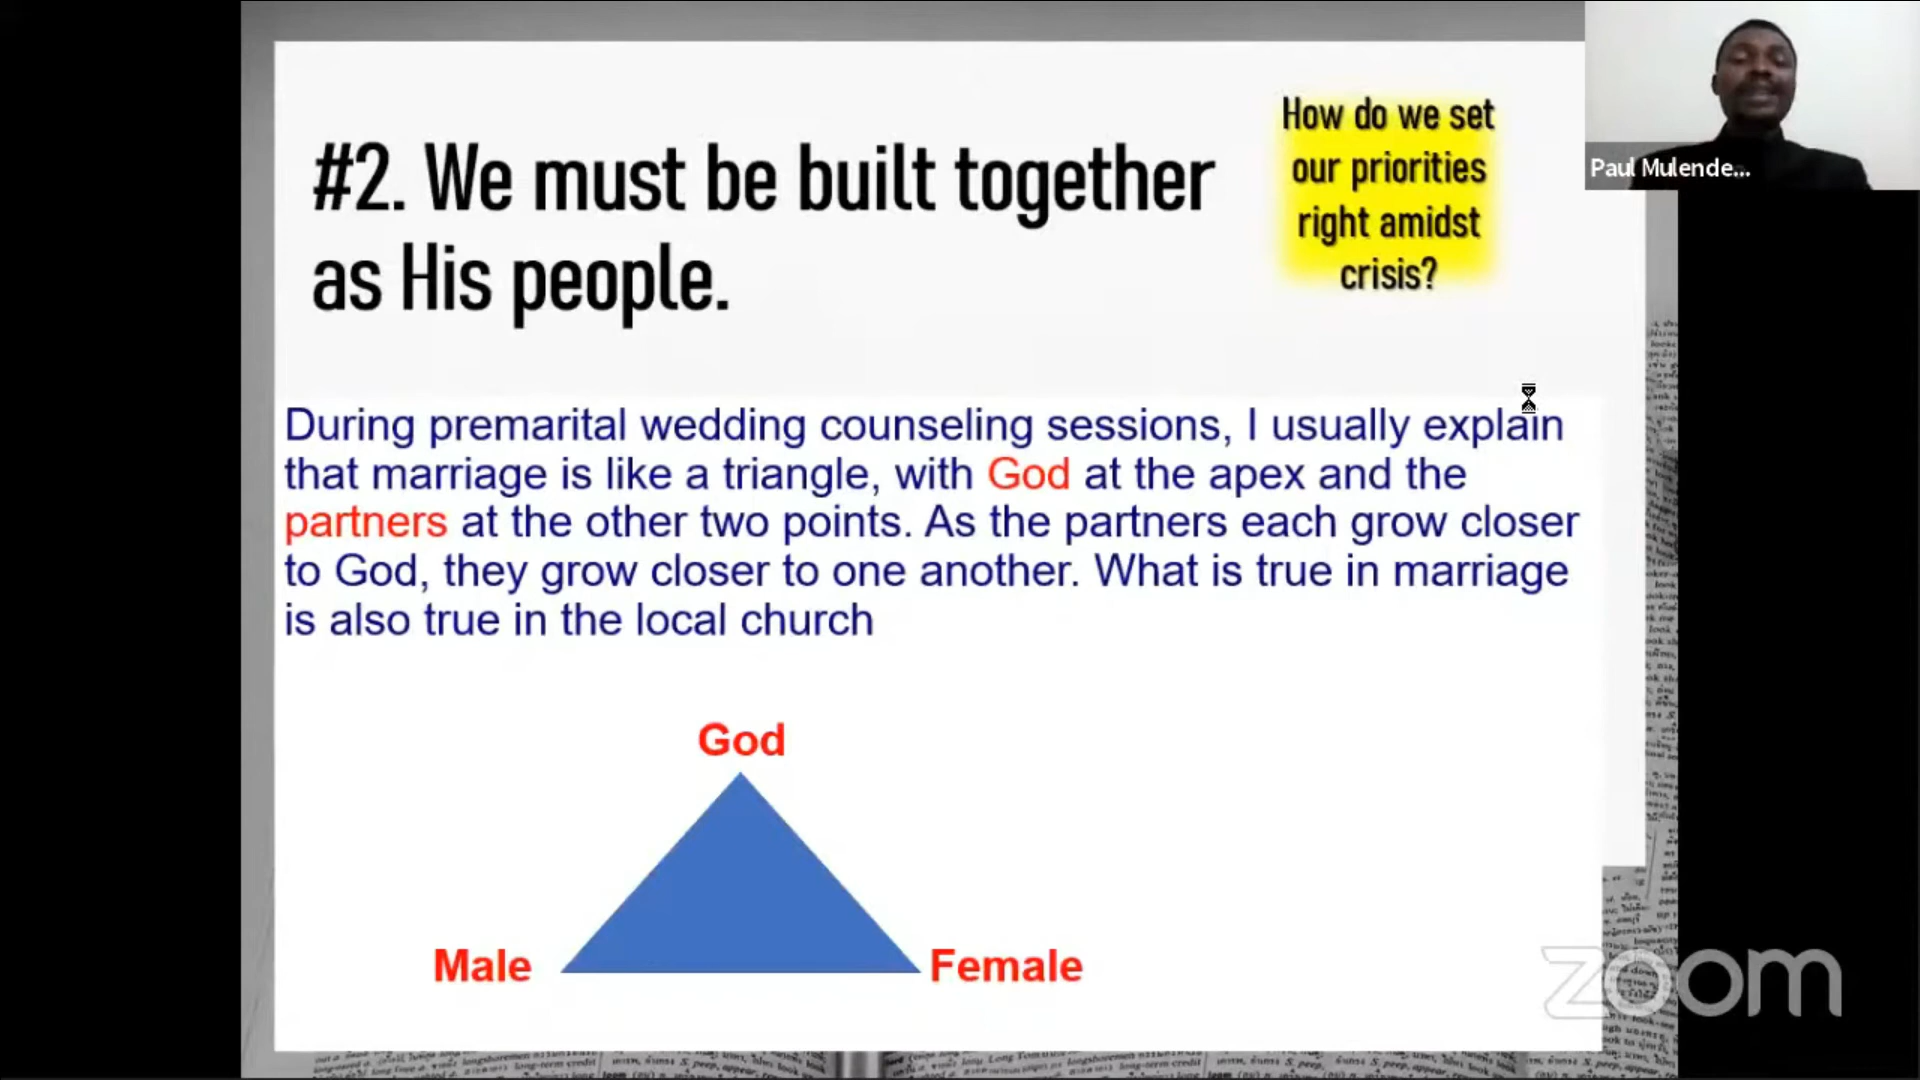 #2. We must be built together
as His people.
How do we set
our priorities
right amidst
crisis?
Paul Mulende...
During premarital wedding counseling sessions, I usually explain
that marriage is like a triangle, with God at the apex and the
partners at the other two points. As the partners each grow closer
to God, they grow closer to one another. What is true in marriage
is also true in the local church
God
Male
Female
zoom